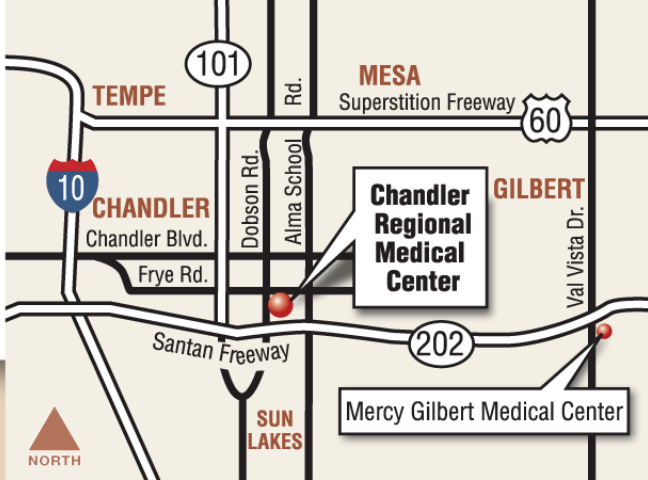 101
MESA
Superstition Freeway
60
TEMPE
10
CHANDLER
Chandler Blvd.
Frye Rd.
Dobson Rd.
Alma School Rd.
Chandler
Regional
Medical
Center
GILBERT
Val Vista Dr.
Santan Freeway
202
Mercy Gilbert Medical Center
SUN
LAKES
NORTH